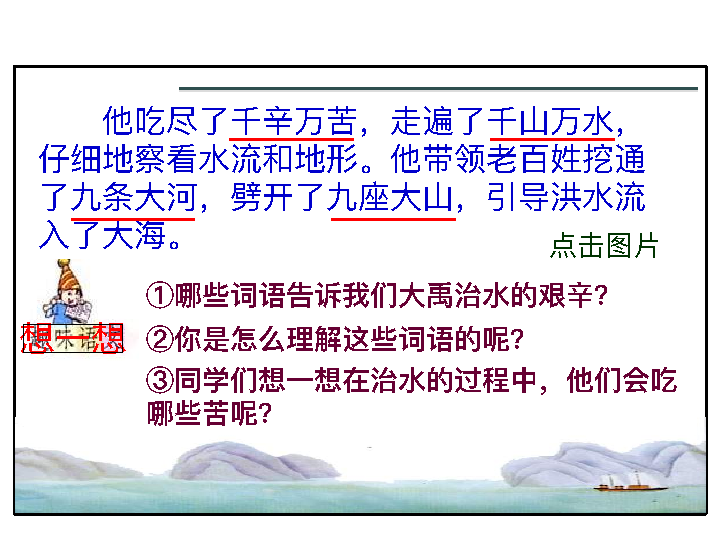 他吃尽了千辛万苦，走遍了千山万水，
仔细地察看水流和地形。他带领老百姓挖通
了九条大河，劈开了九座大山，引导洪水流
入了大海。
点击图片
①哪些词语告诉我们大禹治水的艰辛？
想一想
②你是怎么理解这些词语的呢？
③同学们想一想在治水的过程中，他们会吃
哪些苦呢？